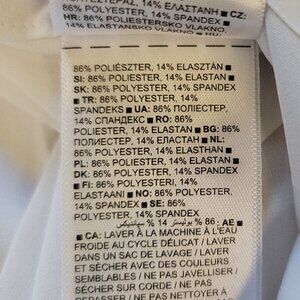 14% ΕΛΑΣΤΑΝΗ ■ CZ:
86% POLYESTER, 14% SPANDEX ■
HR: 86% POLIESTERSKO VLAKNO,
14% ELASTANSKO VLAKNO ■ HU:
86% POLIÉSZTER, 14% ELASZTÁN ■
SI: 86% POLIESTER, 14% ELASTAN ■
SK: 86% POLYESTER, 14% SPANDEX
■ TR: 86% POLYESTER, 14%
SPANDEKS ■ UA: 86% ПОЛІЕСТЕР,
14% СПАНДЕКС ■ RO: 86%
POLIESTER, 14% ELASTAN ■ BG: 86%
ПОЛИЕСТЕР, 14% ЕЛАСТАН ■ NL:
86% POLYESTER, 14% ELASTHAN ■
PL: 86% POLIESTER, 14% ELASTAN ■
DK: 86% POLYESTER, 14% SPANDEX
■ FI: 86% POLYESTERI, 14%
ELASTAANI ■ NO: 86% POLYESTER,
14% SPANDEX ■ SE: 86%
POLYESTER, 14% SPANDEX
■ AE: 86 % بوليستر 14 % سباندكس
■ CA: LAVER À LA MACHINE À L'EAU
FROIDE AU CYCLE DÉLICAT / LAVER
DANS UN SAC DE LAVAGE / LAVER
ET SÉCHER AVEC DES COULEURS
SEMBLABLES / NE PAS JAVELLISER /
SÉCHER SUR CORDE / NE PAS
REPASSER / NE PAS NETTOYER À